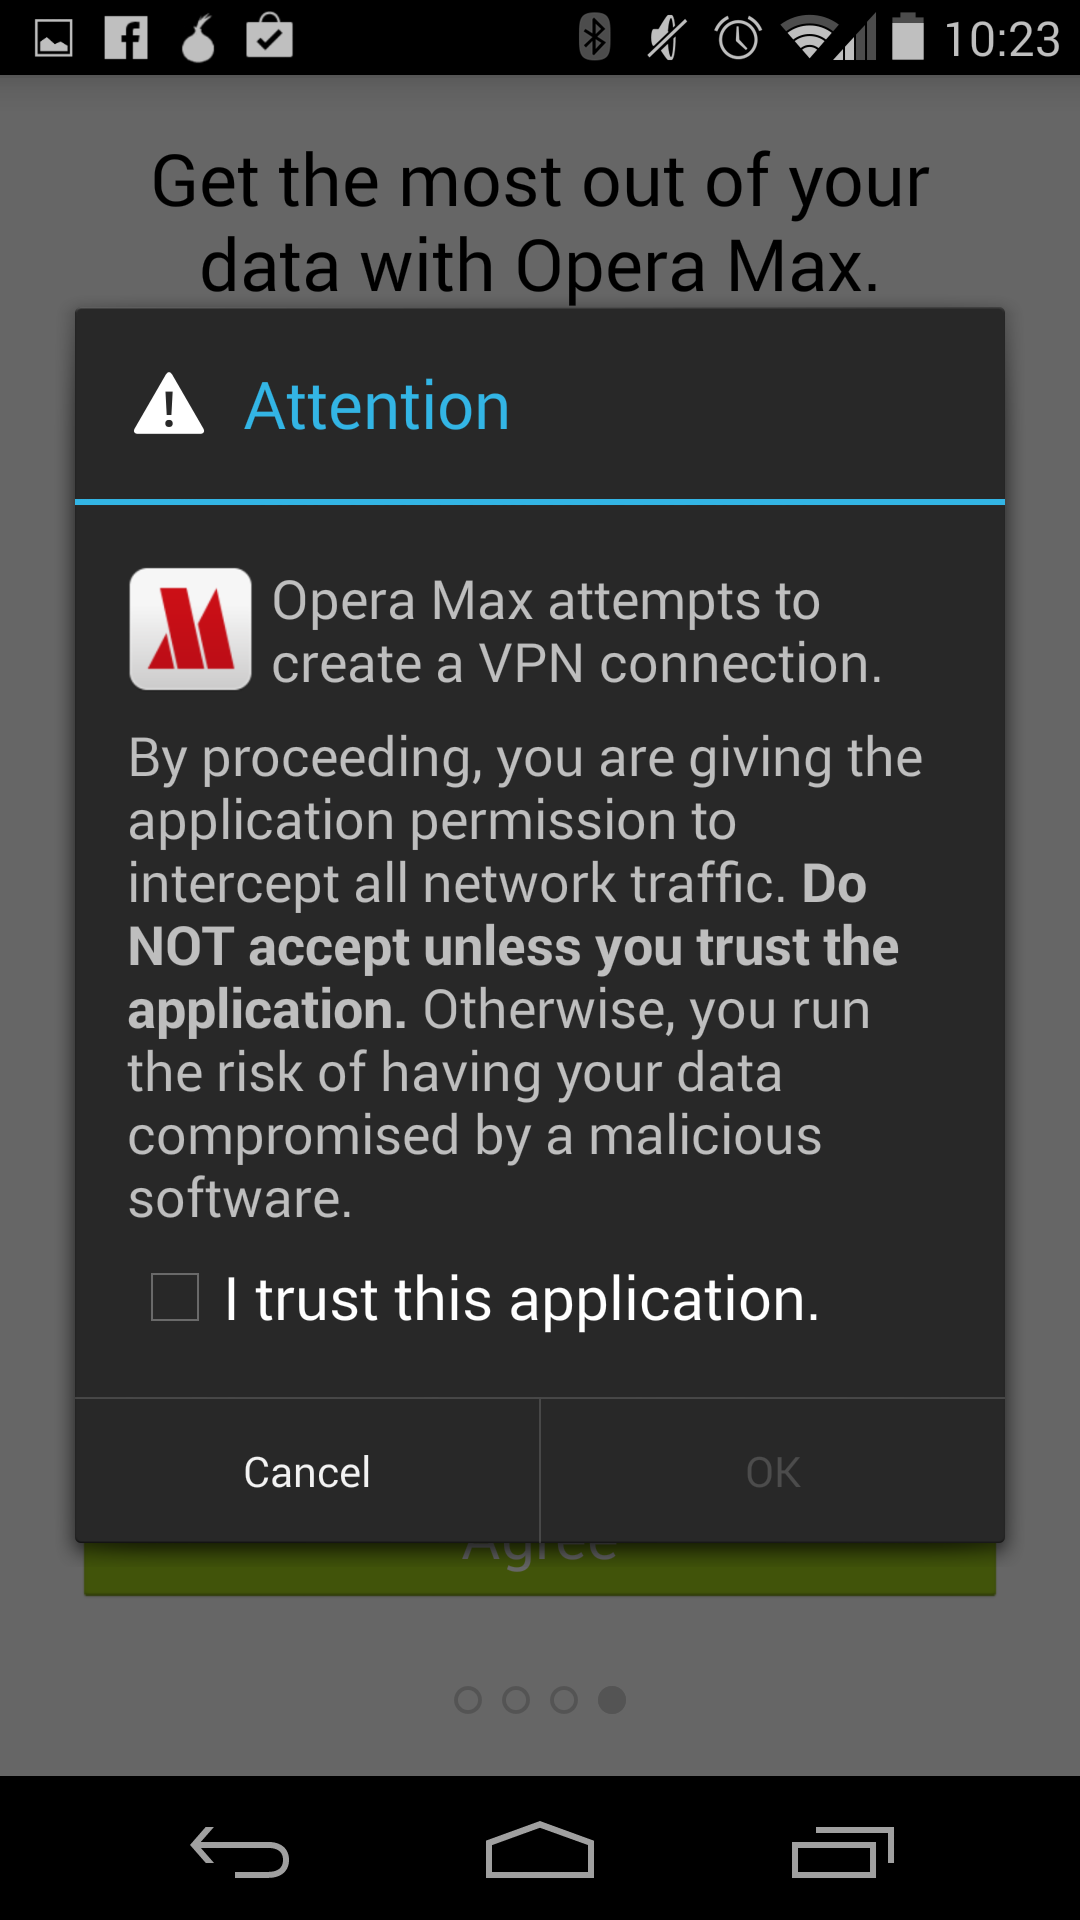 10:23
Get the most out of your
data with Opera Max.
Attention
Opera Max attempts to
create a VPN connection.
By proceeding, you are giving the
application permission to
intercept all network traffic. Do
NOT accept unless you trust the
application. Otherwise, you run
the risk of having your data
compromised by a malicious
software.
I trust this application.
Cancel
OK
Agree